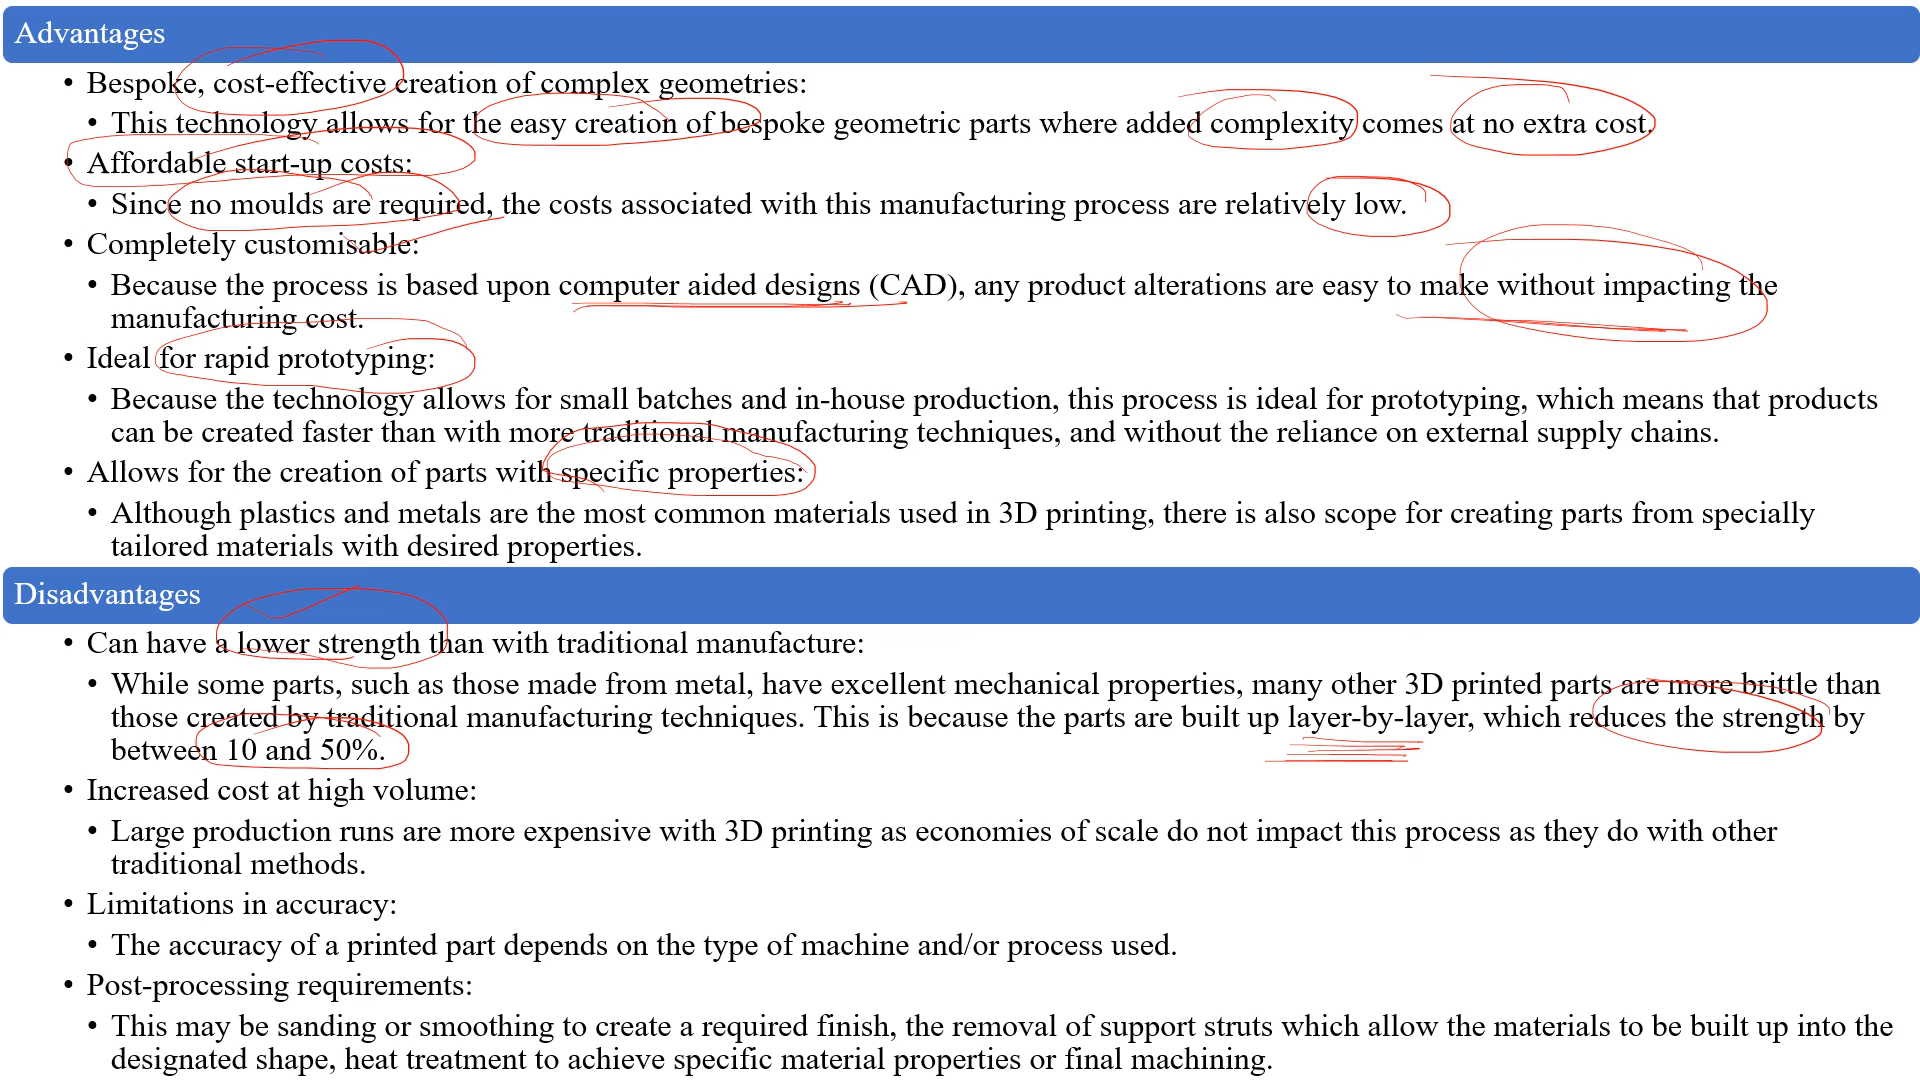 Advantages
• Bespoke, cost-effective creation of complex geometries:
• This technology allows for the easy creation of bespoke geometric parts where added complexity comes at no extra cost.
• Affordable start-up costs:
• Since no moulds are required, the costs associated with this manufacturing process are relatively low.
• Completely customisable:
• Because the process is based upon computer aided designs (CAD), any product alterations are easy to make without impacting the
manufacturing cost.
• Ideal for rapid prototyping:
• Because the technology allows for small batches and in-house production, this process is ideal for prototyping, which means that products
can be created faster than with more traditional manufacturing techniques, and without the reliance on external supply chains.
• Allows for the creation of parts with specific properties:
• Although plastics and metals are the most common materials used in 3D printing, there is also scope for creating parts from specially
tailored materials with desired properties.
Disadvantages
• Can have a lower strength than with traditional manufacture:
• While some parts, such as those made from metal, have excellent mechanical properties, many other 3D printed parts are more brittle than
those created by traditional manufacturing techniques. This is because the parts are built up layer-by-layer, which reduces the strength by
between 10 and 50%.
• Increased cost at high volume:
• Large production runs are more expensive with 3D printing as economies of scale do not impact this process as they do with other
traditional methods.
• Limitations in accuracy:
• The accuracy of a printed part depends on the type of machine and/or process used.
• Post-processing requirements:
• This may be sanding or smoothing to create a required finish, the removal of support struts which allow the materials to be built up into the
designated shape, heat treatment to achieve specific material properties or final machining.